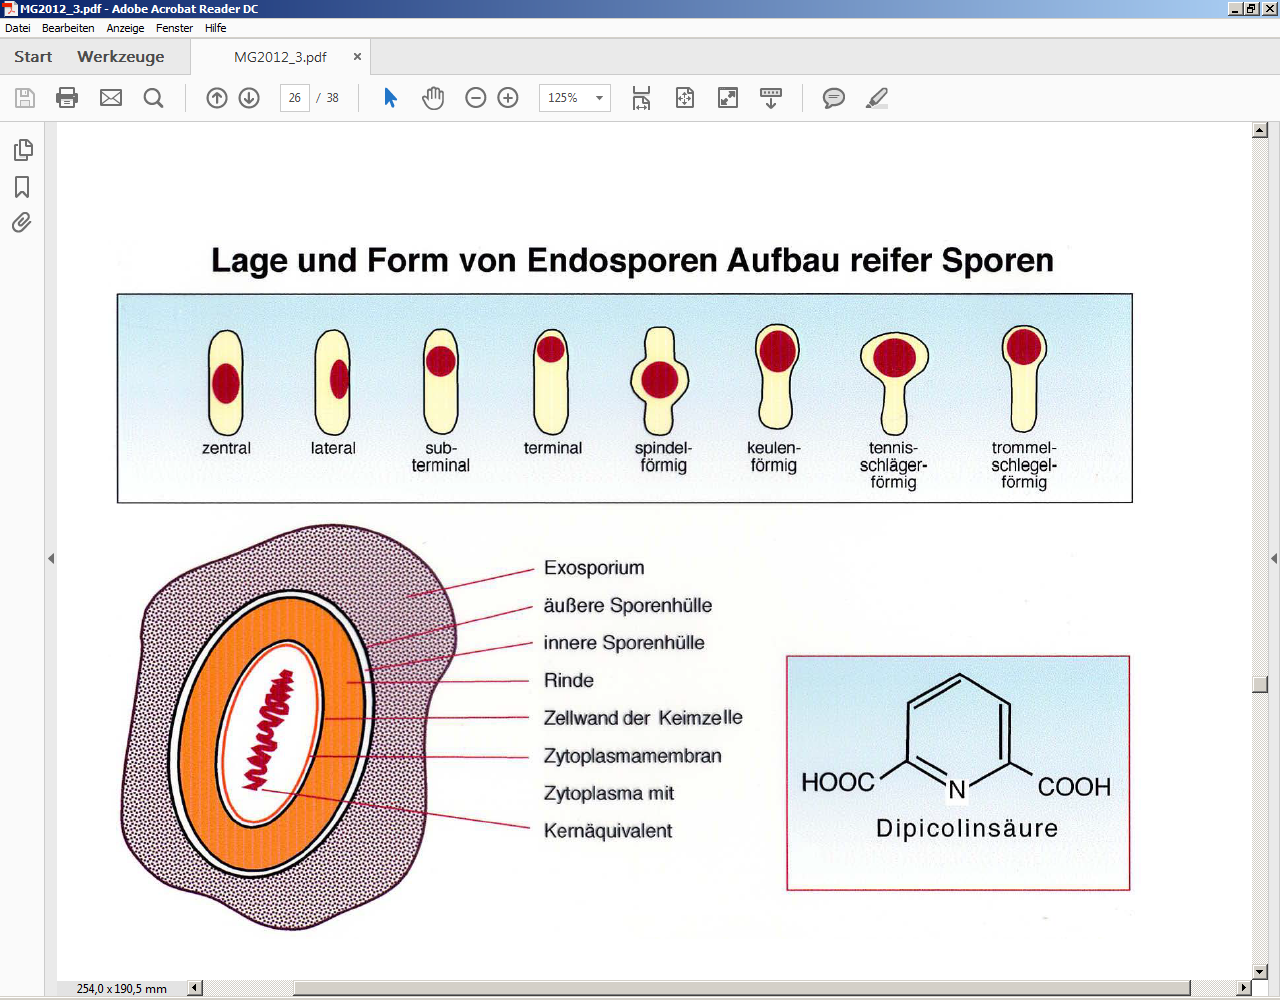 MG2012_3.pdf - Adobe Acrobat Reader DC
Datei Bearbeiten Anzeige Fenster Hilfe
Start Werkzeuge MG2012_3.pdf ×
26 / 38 125%
Lage und Form von Endosporen Aufbau reifer Sporen
zentral
lateral
sub-
terminal
terminal
spindel-
förmig
keulen-
förmig
tennis-
schläger-
förmig
trommel-
schlegel-
förmig
Exosporium
äußere Sporenhülle
innere Sporenhülle
Rinde
Zellwand der Keimzelle
Zytoplasmamembran
Zytoplasma mit
Kernäquivalent
HOOC N COOH
Dipicolinsäure
254,0 x 190,5 mm